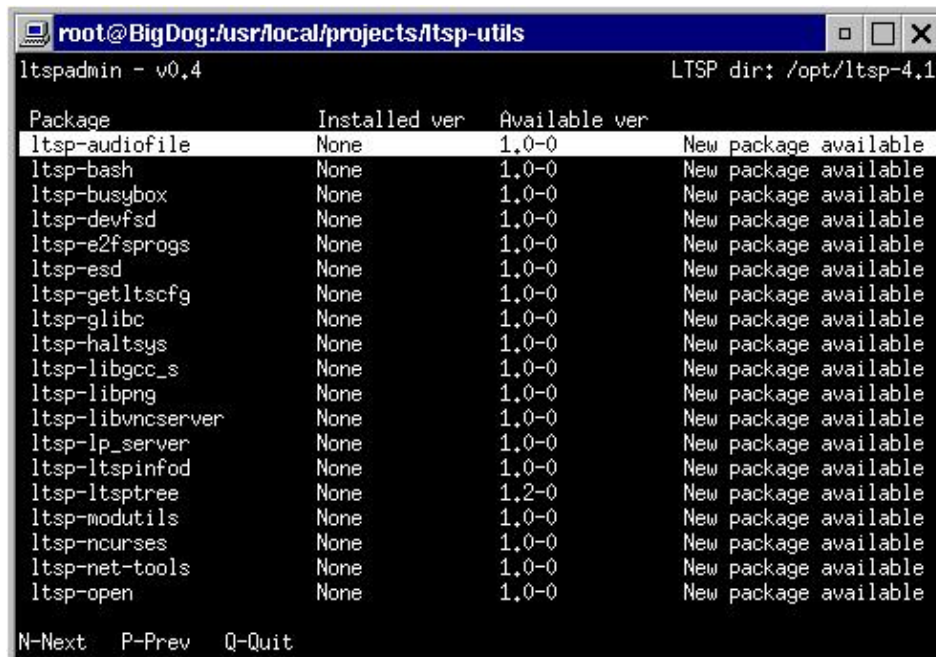 root@BigDog:/usr/local/projects/ltsp-utils
ltspadmin - v0.4 LTSP dir: /opt/ltsp-4.1
Package Installed ver Available ver
ltsp-audiofile None 1.0-0 New package available
ltsp-bash None 1.0-0 New package available
ltsp-busybox None 1.0-0 New package available
ltsp-devfsd None 1.0-0 New package available
ltsp-e2fsprogs None 1.0-0 New package available
ltsp-esd None 1.0-0 New package available
ltsp-getltscfg None 1.0-0 New package available
ltsp-glibc None 1.0-0 New package available
ltsp-haltsys None 1.0-0 New package available
ltsp-libgcc_s None 1.0-0 New package available
ltsp-libpng None 1.0-0 New package available
ltsp-libvncserver None 1.0-0 New package available
ltsp-lp_server None 1.0-0 New package available
ltsp-ltspinfod None 1.0-0 New package available
ltsp-ltsptree None 1.2-0 New package available
ltsp-modutils None 1.0-0 New package available
ltsp-ncurses None 1.0-0 New package available
ltsp-net-tools None 1.0-0 New package available
ltsp-open None 1.0-0 New package available
N-Next P-Prev Q-Quit